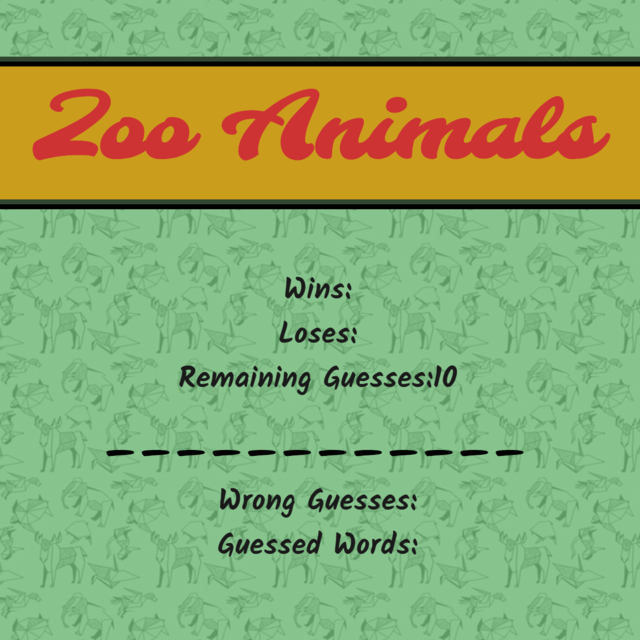 Zoo Animals
Wins:
Loses:
Remaining Guesses:10
_ _ _ _ _ _ _ _ _ _ _ _
Wrong Guesses:
Guessed Words: